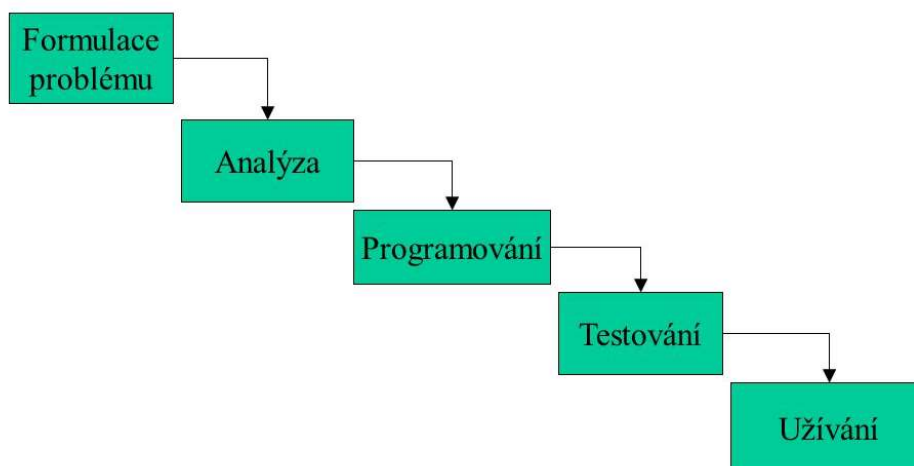 Formulace
problému
Analýza
Programování
Testování
Užívání